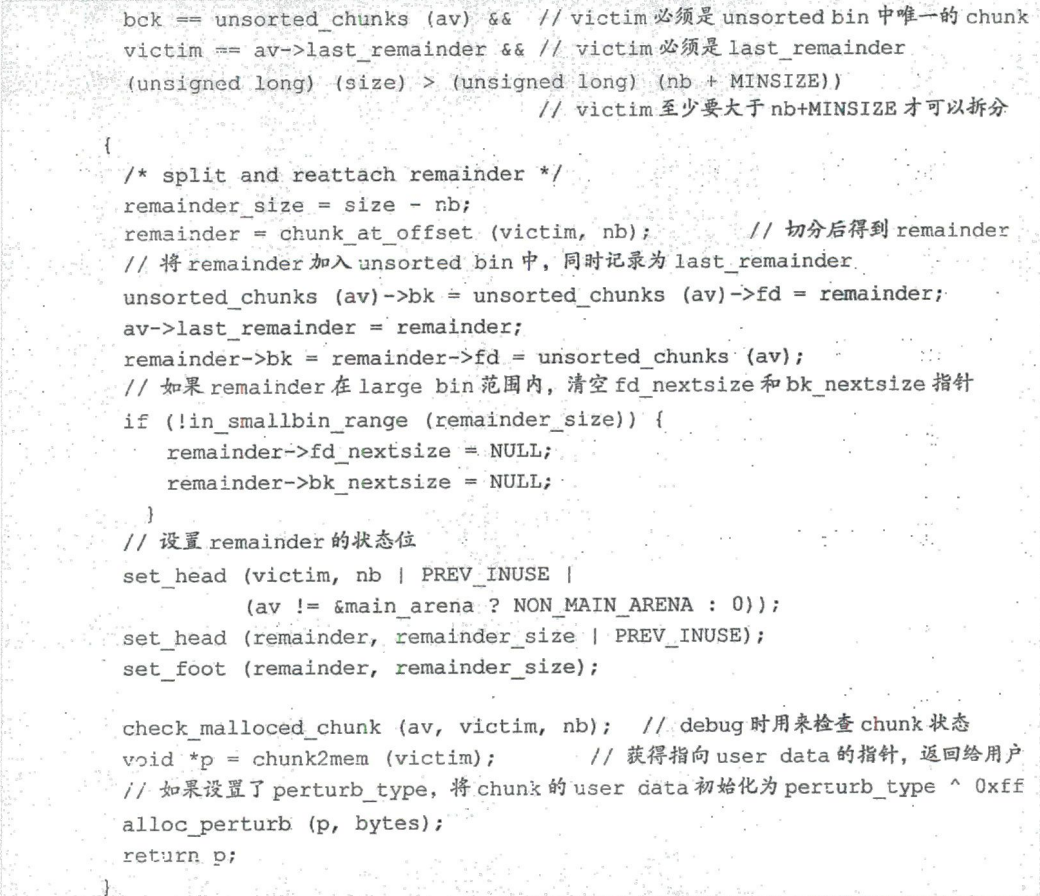 bck == unsorted_chunks (av) && // victim 必须是 unsorted bin 中唯一的 chunk
victim == av->last_remainder && // victim 必须是 last_remainder
(unsigned long) (size) > (unsigned long) (nb + MINSIZE))
// victim 至少要大于 nb+MINSIZE 才可以拆分
{
/* split and reattach remainder */
remainder_size = size - nb;
remainder = chunk_at_offset (victim, nb); // 切分后得到 remainder
// 将 remainder 加入 unsorted bin 中，同时记录为 last_remainder
unsorted_chunks (av)->bk = unsorted_chunks (av)->fd = remainder;
av->last_remainder = remainder;
remainder->bk = remainder->fd = unsorted_chunks (av);
// 如果 remainder 在 large bin 范围内，清空 fd_nextsize 和 bk_nextsize 指针
if (!in_smallbin_range (remainder_size)) {
remainder->fd_nextsize = NULL;
remainder->bk_nextsize = NULL;
}
// 设置 remainder 的状态位
set_head (victim, nb | PREV_INUSE |
(av != &main_arena ? NON_MAIN_ARENA : 0));
set_head (remainder, remainder_size | PREV_INUSE);
set_foot (remainder, remainder_size);
check_malloced_chunk (av, victim, nb); // debug 时用来检查 chunk 状态
void *p = chunk2mem (victim); // 获得指向 user data 的指针，返回给用户
// 如果设置了 perturb_type，将 chunk 的 user data 初始化为 perturb_type ^ 0xff
alloc_perturb (p, bytes);
return p;
}